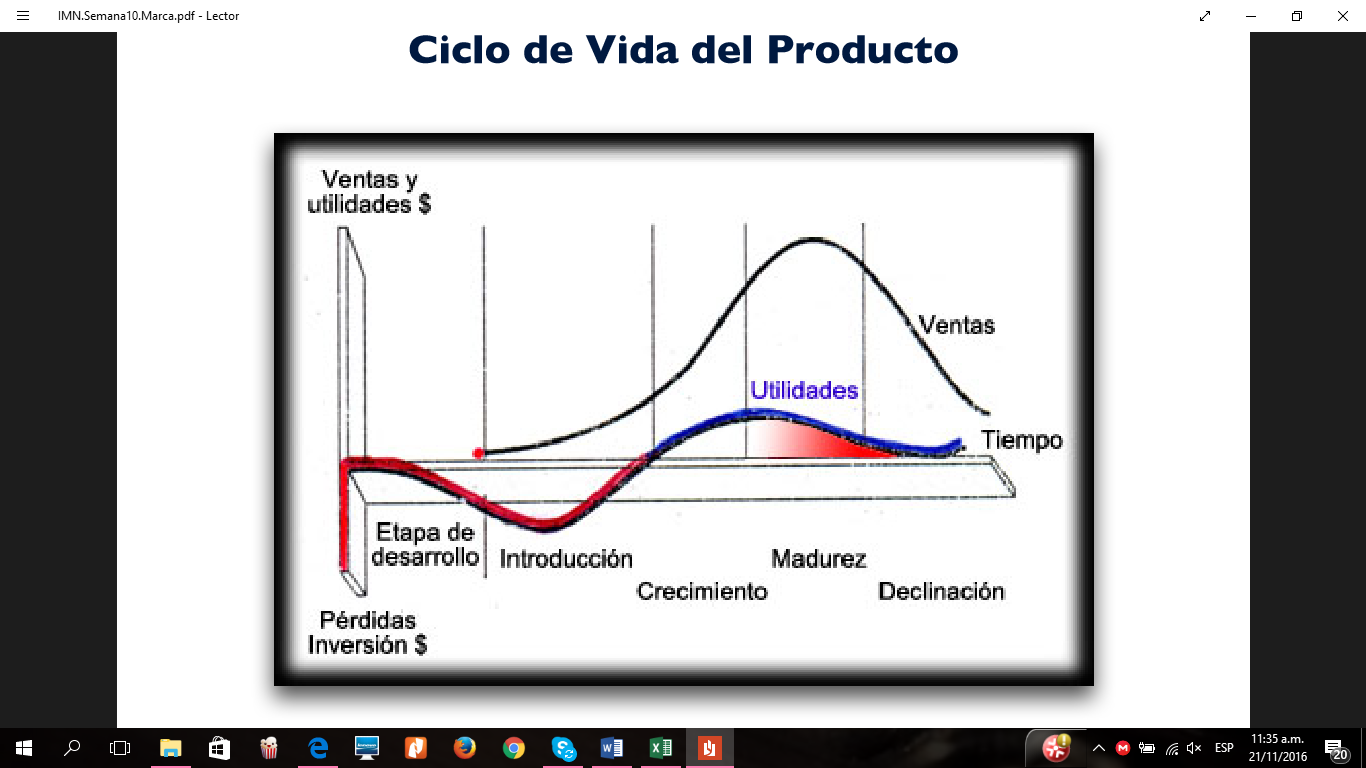 IMN.Semana10.Marca.pdf - Lector
Ciclo de Vida del Producto
Ventas y
utilidades $
Ventas
Utilidades
Tiempo
Etapa de
desarrollo
Introducción
Madurez
Crecimiento
Declinación
Pérdidas
Inversión $
ESP
11:35 a.m.
21/11/2016
20